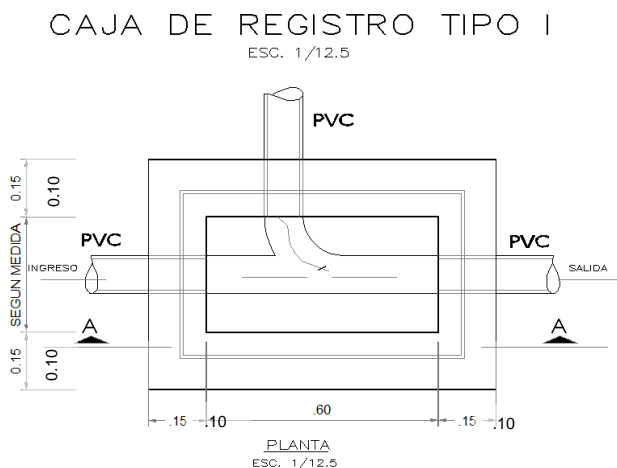 CAJA DE REGISTRO TIPO I
ESC. 1/12.5
PVC
0.15
0.10
PVC
PVC
INGRESO
SEGUN MEDIDA
SALIDA
A
A
0.15
0.10
.15
.10
.60
.15
.10
PLANTA
ESC. 1/12.5